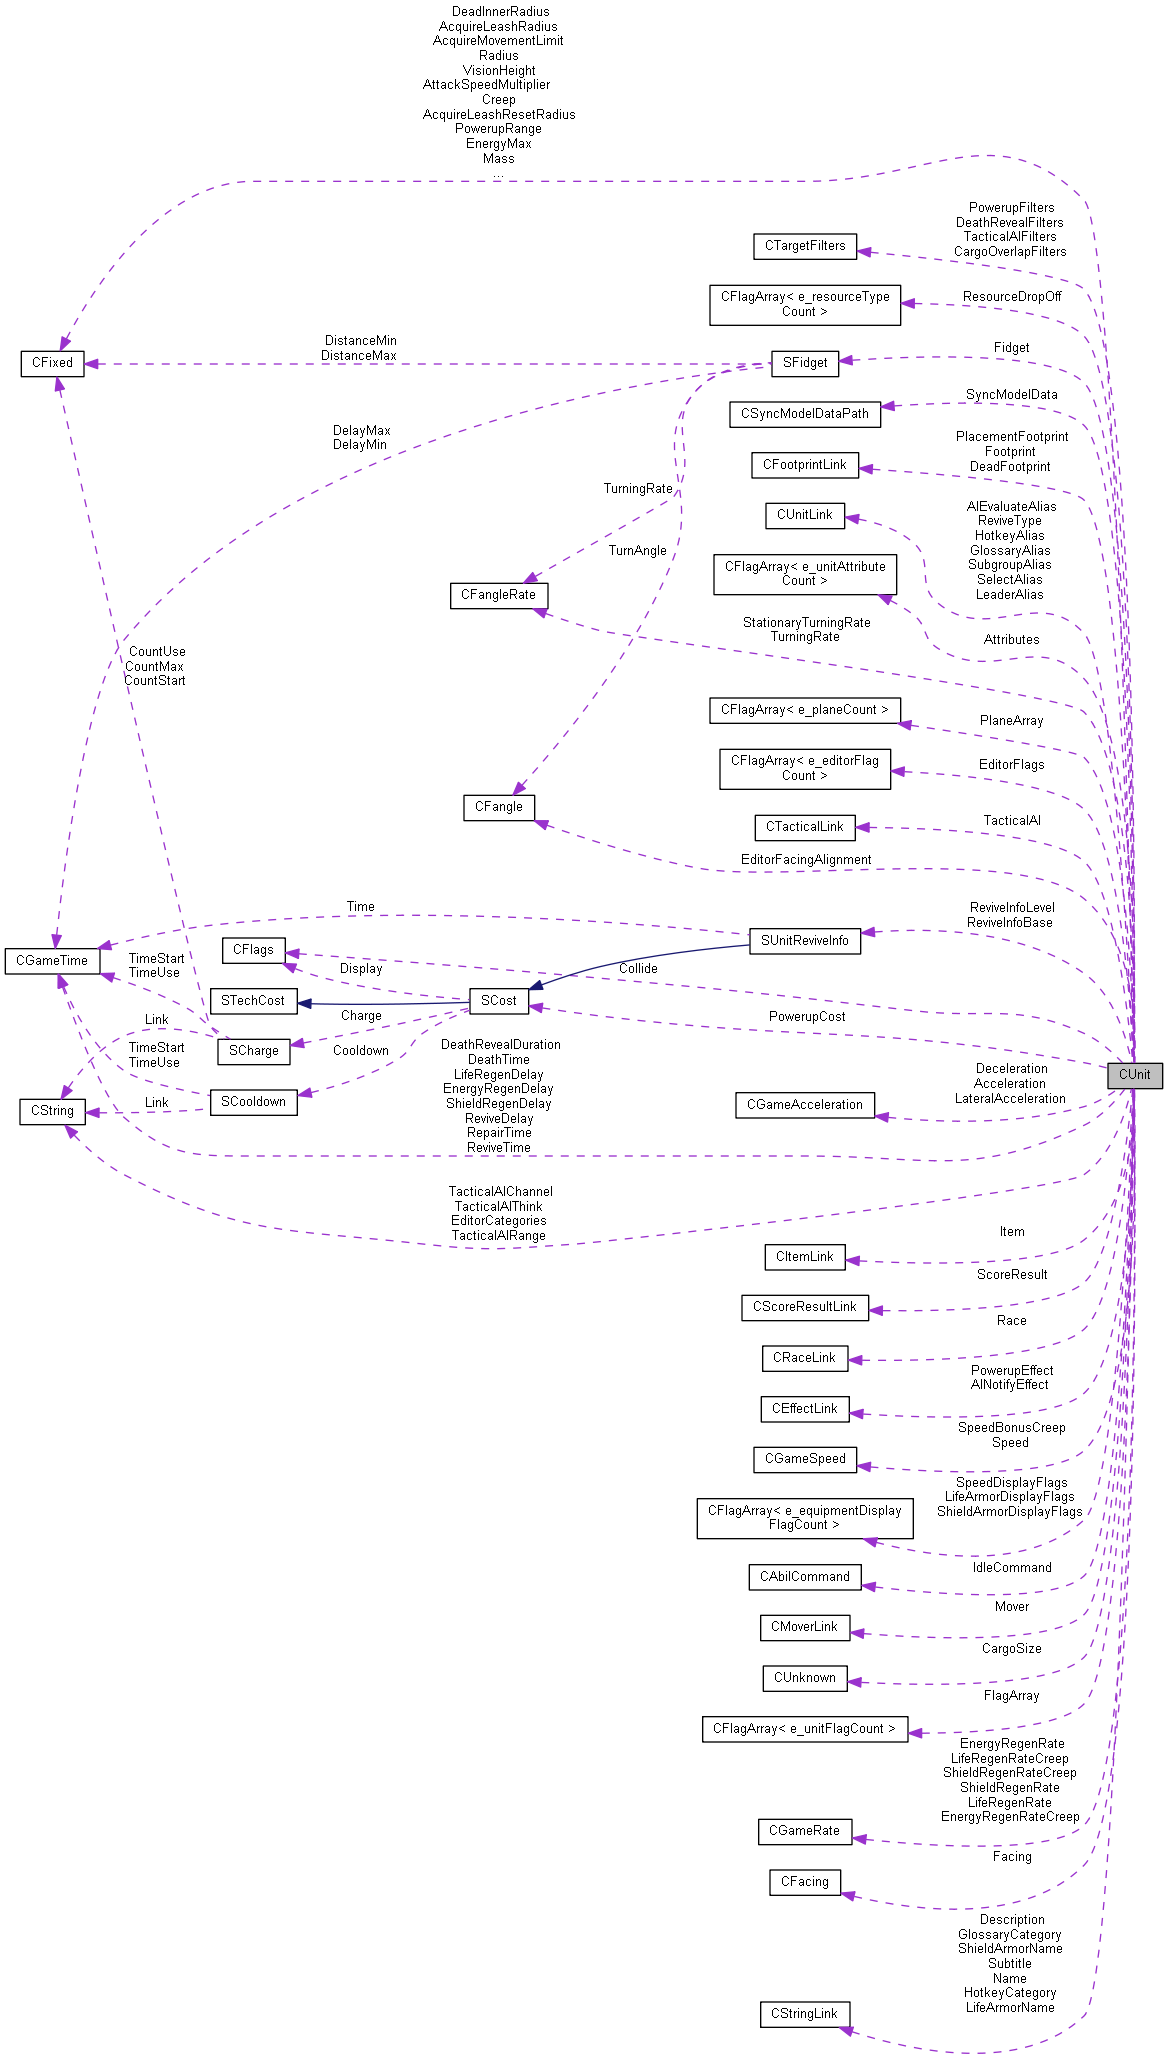 DeadInnerRadius
AcquireLeashRadius
AcquireMovementLimit
Radius
VisionHeight
AttackSpeedMultiplier
Creep
AcquireLeashResetRadius
PowerupRange
EnergyMax
Mass
...
PowerupFilters
DeathRevealFilters
TacticalAIFilters
CargoOverlapFilters
CTargetFilters
CFlagArray< e_resourceType
Count >
ResourceDropOff
CFixed
DistanceMin
DistanceMax
SFidget
Fidget
CSyncModelDataPath
SyncModelData
DelayMax
DelayMin
CFootprintLink
PlacementFootprint
Footprint
DeadFootprint
TurningRate
CUnitLink
AIEvaluateAlias
ReviveType
HotkeyAlias
GlossaryAlias
SubgroupAlias
SelectAlias
LeaderAlias
TurnAngle
CFlagArray< e_unitAttribute
Count >
CFangleRate
StationaryTurningRate
TurningRate
Attributes
CountUse
CountMax
CountStart
CFlagArray< e_planeCount >
PlaneArray
CFlagArray< e_editorFlag
Count >
EditorFlags
CFangle
CTacticalLink
TacticalAI
EditorFacingAlignment
Time
ReviveInfoLevel
ReviveInfoBase
SUnitReviveInfo
CGameTime
CFlags
TimeStart
TimeUse
Display
Collide
STechCost
SCost
Link
Charge
PowerupCost
SCharge
Cooldown
TimeStart
TimeUse
DeathRevealDuration
DeathTime
LifeRegenDelay
EnergyRegenDelay
ShieldRegenDelay
ReviveDelay
RepairTime
ReviveTime
Deceleration
Acceleration
LateralAcceleration
CUnit
CString
Link
SCooldown
CGameAcceleration
TacticalAIChannel
TacticalAIThink
EditorCategories
TacticalAIRange
Item
CItemLink
ScoreResult
CScoreResultLink
Race
CRaceLink
PowerupEffect
AINotifyEffect
CEffectLink
SpeedBonusCreep
Speed
CGameSpeed
SpeedDisplayFlags
LifeArmorDisplayFlags
ShieldArmorDisplayFlags
CFlagArray< e_equipmentDisplay
FlagCount >
IdleCommand
CAbilCommand
Mover
CMoverLink
CargoSize
CUnknown
FlagArray
CFlagArray< e_unitFlagCount >
EnergyRegenRate
LifeRegenRateCreep
ShieldRegenRateCreep
ShieldRegenRate
LifeRegenRate
EnergyRegenRateCreep
CGameRate
Facing
CFacing
Description
GlossaryCategory
ShieldArmorName
Subtitle
Name
HotkeyCategory
LifeArmorName
CStringLink